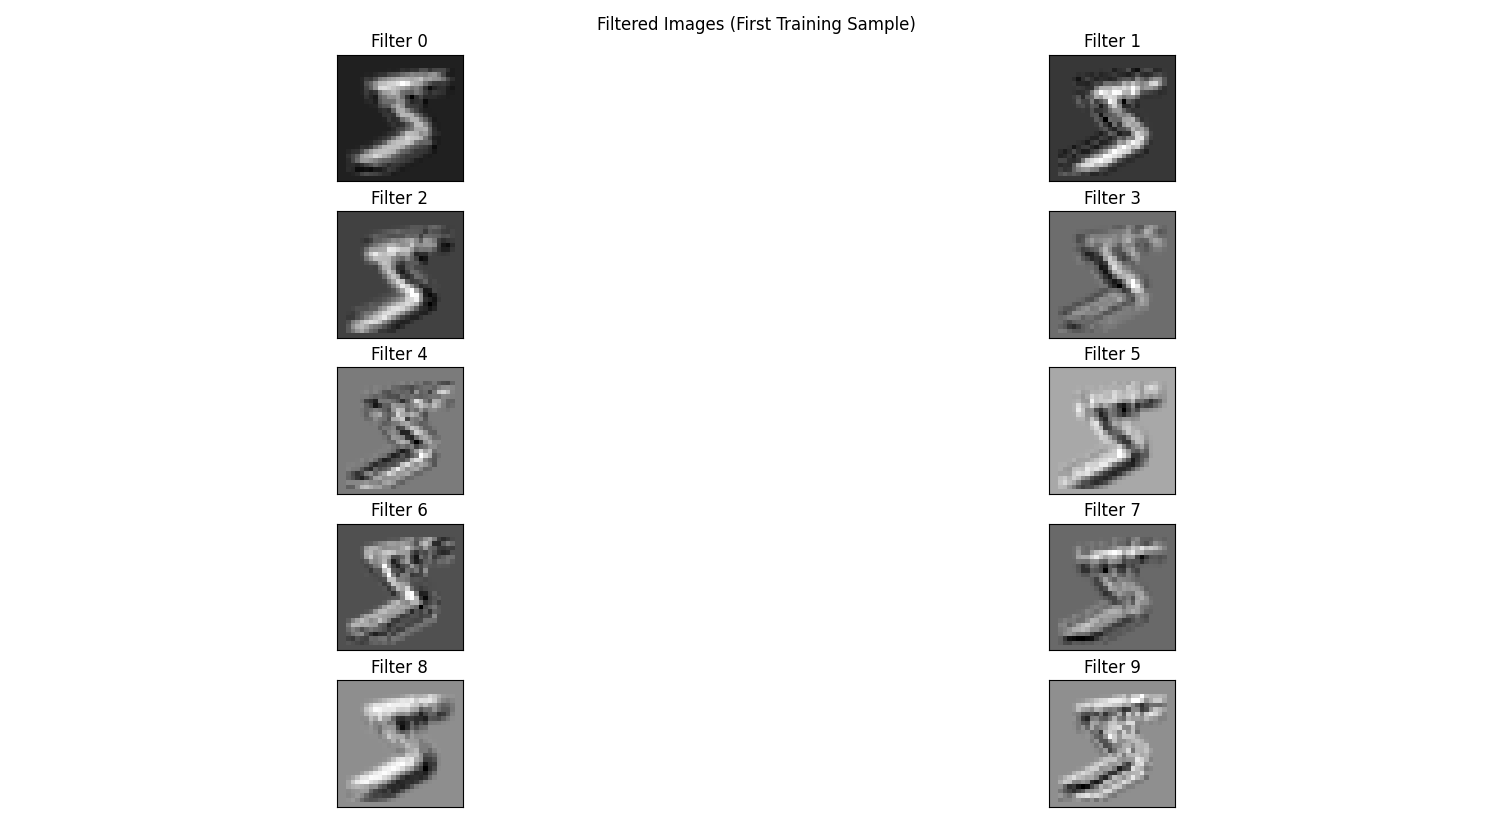 Filtered Images (First Training Sample)
Filter 0
Filter 1
Filter 2
Filter 3
Filter 4
Filter 5
Filter 6
Filter 7
Filter 8
Filter 9